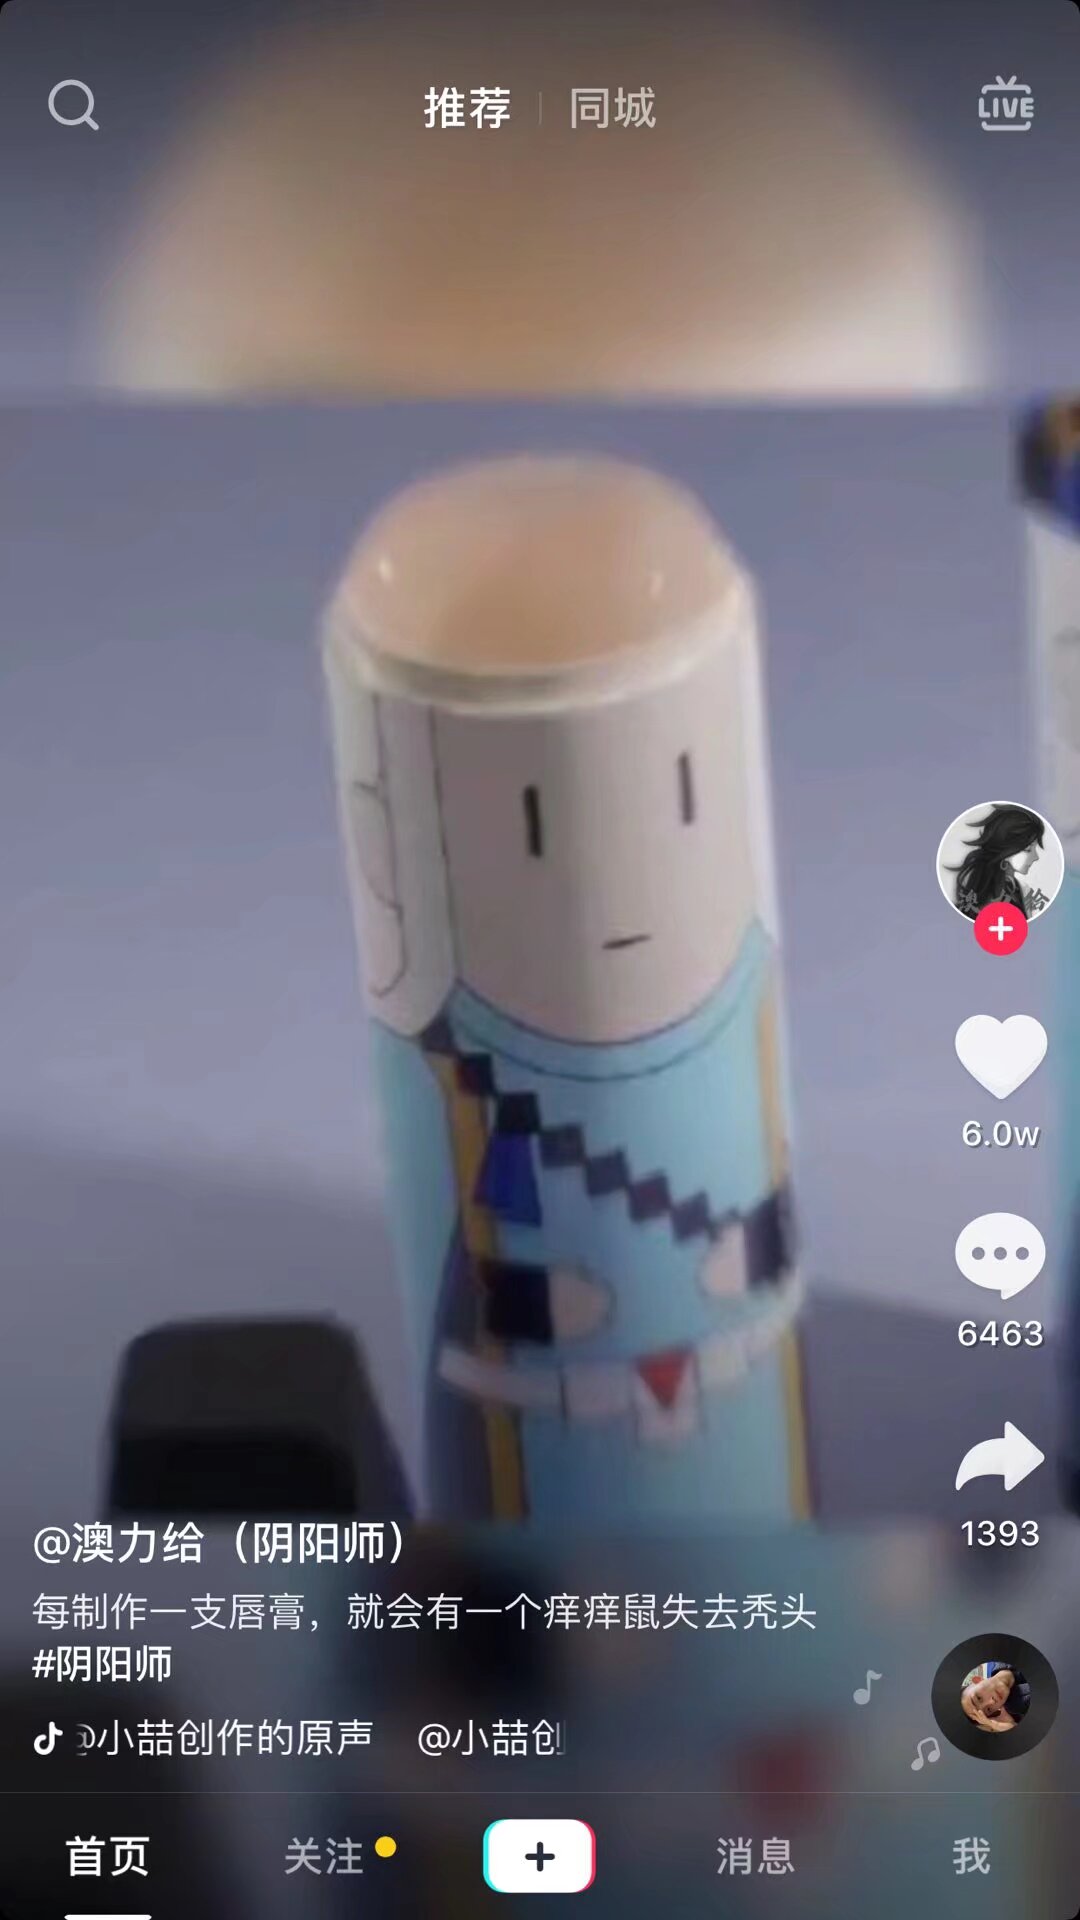 推荐 同城
LIVE
6.0w
6463
1393
@澳力给（阴阳师）
每制作一支唇膏，就会有一个痒痒鼠失去秃头
#阴阳师
@小喆创作的原声 @小喆创
首页 关注 消息 我